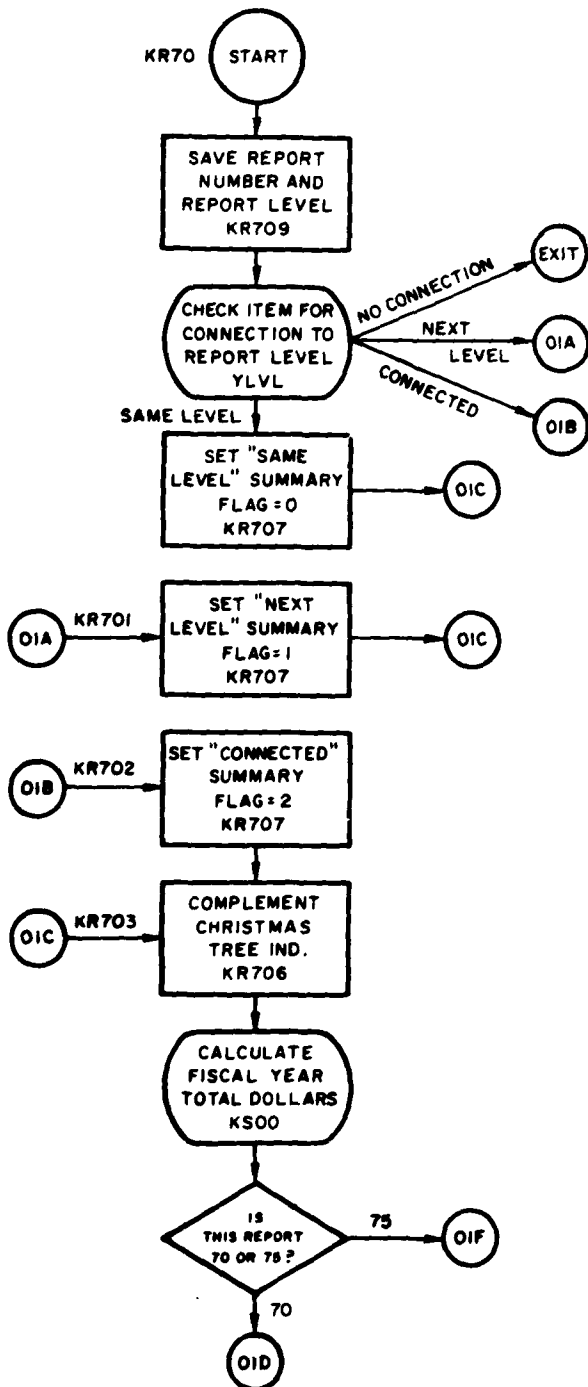 KR70
START
SAVE REPORT
NUMBER AND
REPORT LEVEL
KR709
CHECK ITEM FOR
CONNECTION TO
REPORT LEVEL
YLVL
NO CONNECTION
EXIT
NEXT
LEVEL
01A
CONNECTED
01B
SAME LEVEL
SET "SAME
LEVEL" SUMMARY
FLAG=0
KR707
01C
01A
KR701
SET "NEXT
LEVEL" SUMMARY
FLAG=1
KR707
01C
01B
KR702
SET "CONNECTED"
SUMMARY
FLAG=2
KR707
01C
KR703
COMPLEMENT
CHRISTMAS
TREE IND.
KR706
CALCULATE
FISCAL YEAR
TOTAL DOLLARS
KS00
IS
THIS REPORT
70 OR 75?
75
01F
70
01D